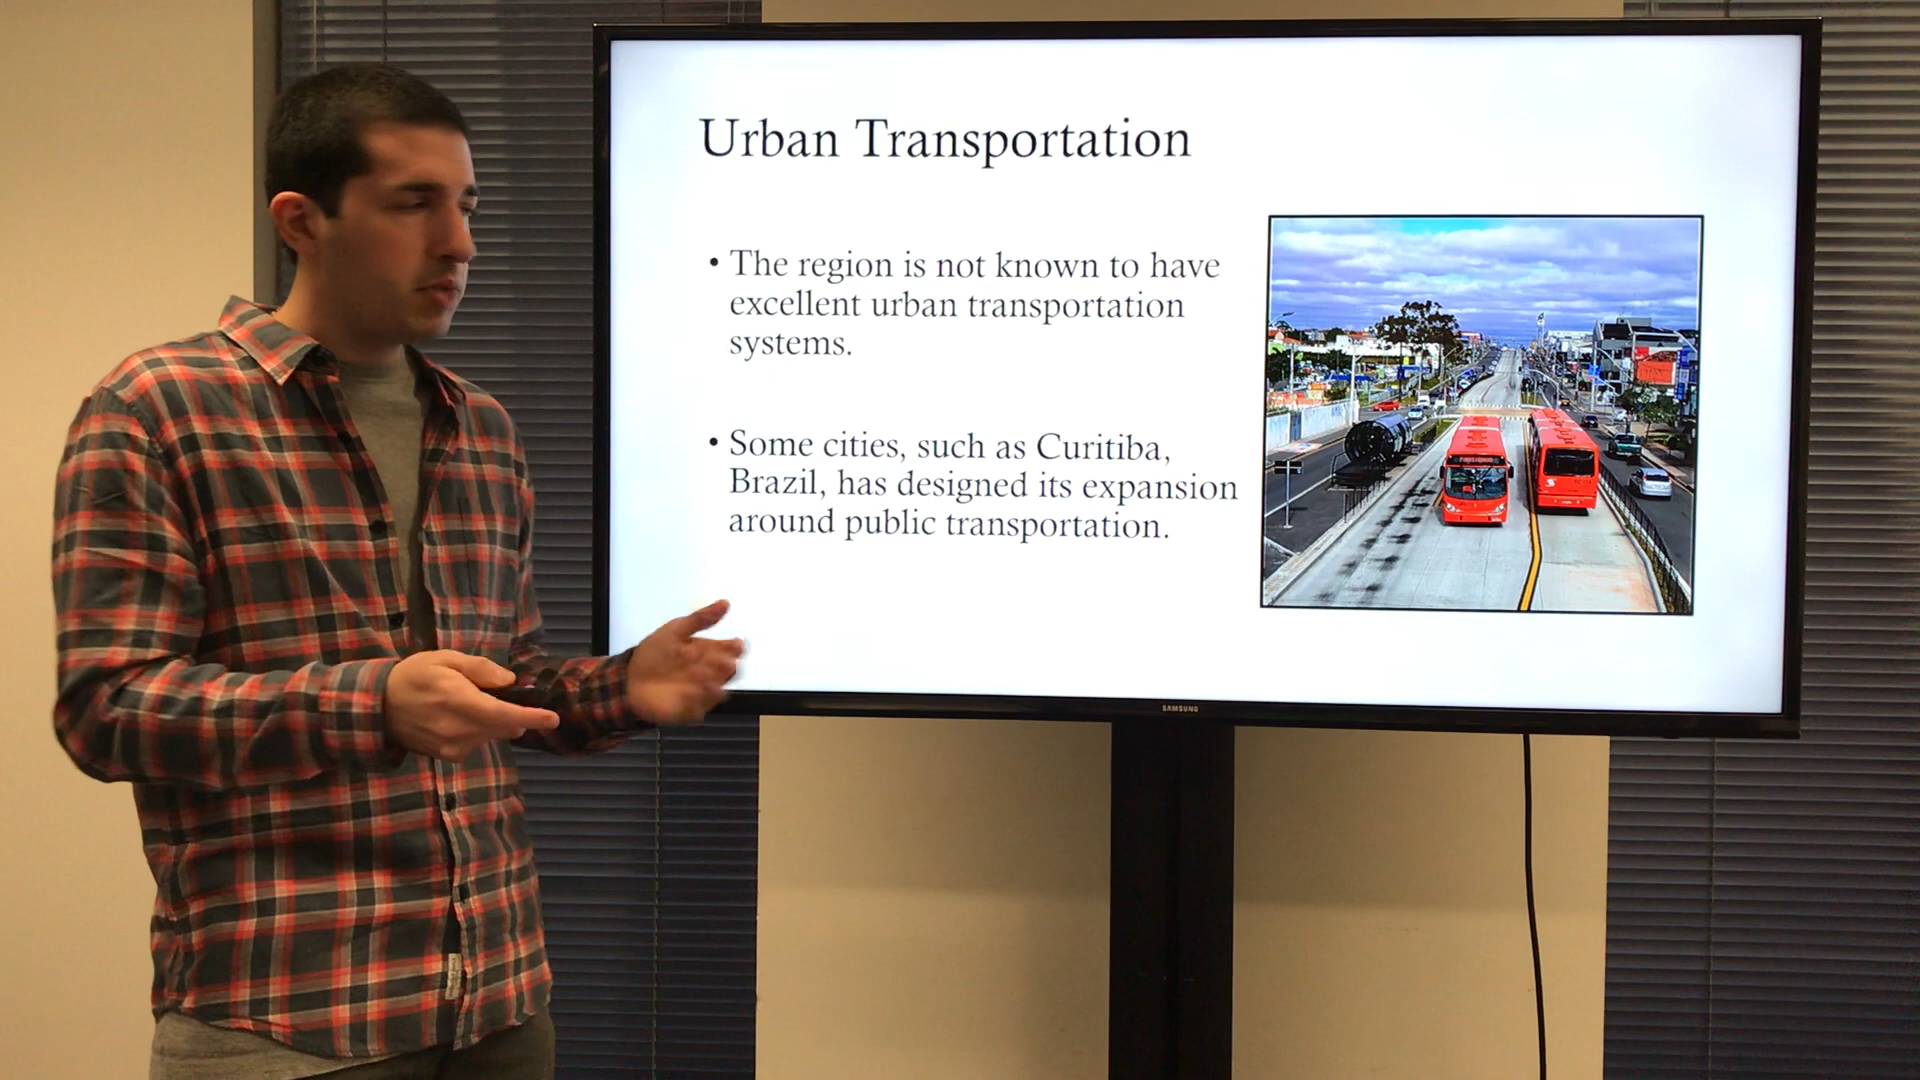 Urban Transportation
• The region is not known to have
excellent urban transportation
systems.
• Some cities, such as Curitiba,
Brazil, has designed its expansion
around public transportation.
SAMSUNG